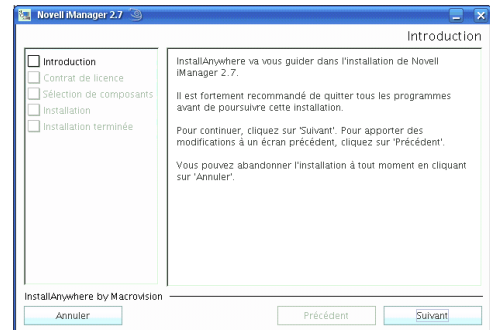 Novell iManager 2.7
Introduction
Introduction
Contrat de licence
Sélection de composants
Installation
Installation terminée
InstallAnywhere va vous guider dans l'installation de Novell
iManager 2.7.
Il est fortement recommandé de quitter tous les programmes
avant de poursuivre cette installation.
Pour continuer, cliquez sur 'Suivant'. Pour apporter des
modifications à un écran précédent, cliquez sur 'Précédent'.
Vous pouvez abandonner l'installation à tout moment en cliquant
sur 'Annuler'.
InstallAnywhere by Macrovision
Annuler
Précédent
Suivant